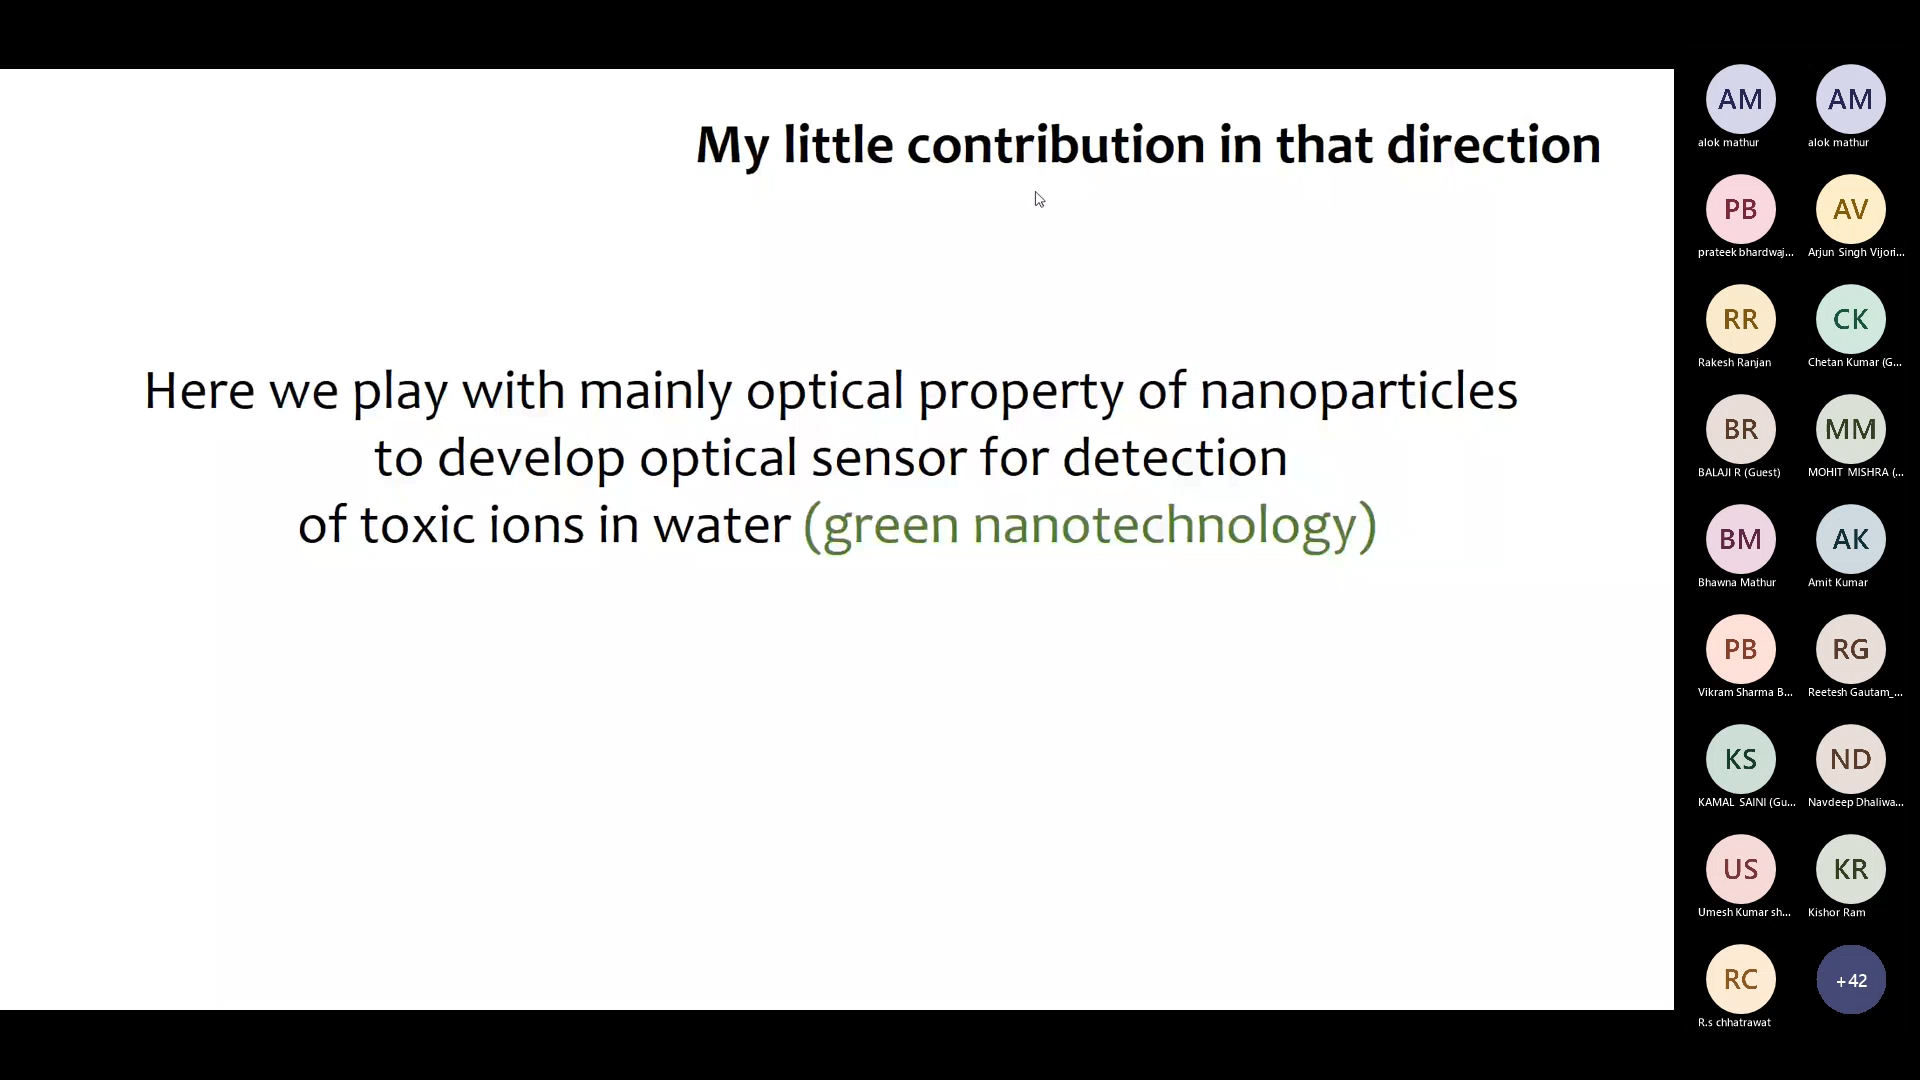 My little contribution in that direction
Here we play with mainly optical property of nanoparticles
to develop optical sensor for detection
of toxic ions in water (green nanotechnology)
AM
alok mathur
AM
alok mathur
PB
prateek bhardwaj...
AV
Arjun Singh Vijori...
RR
Rakesh Ranjan
CK
Chetan Kumar (G...
BR
BALAJI R (Guest)
MM
MOHIT MISHRA (...
BM
Bhawna Mathur
AK
Amit Kumar
PB
Vikram Sharma B...
RG
Reetesh Gautam_...
KS
KAMAL SAINI (Gu...
ND
Navdeep Dhaliwa...
US
Umesh Kumar sh...
KR
Kishor Ram
RC
R.s chhatrawat
+42